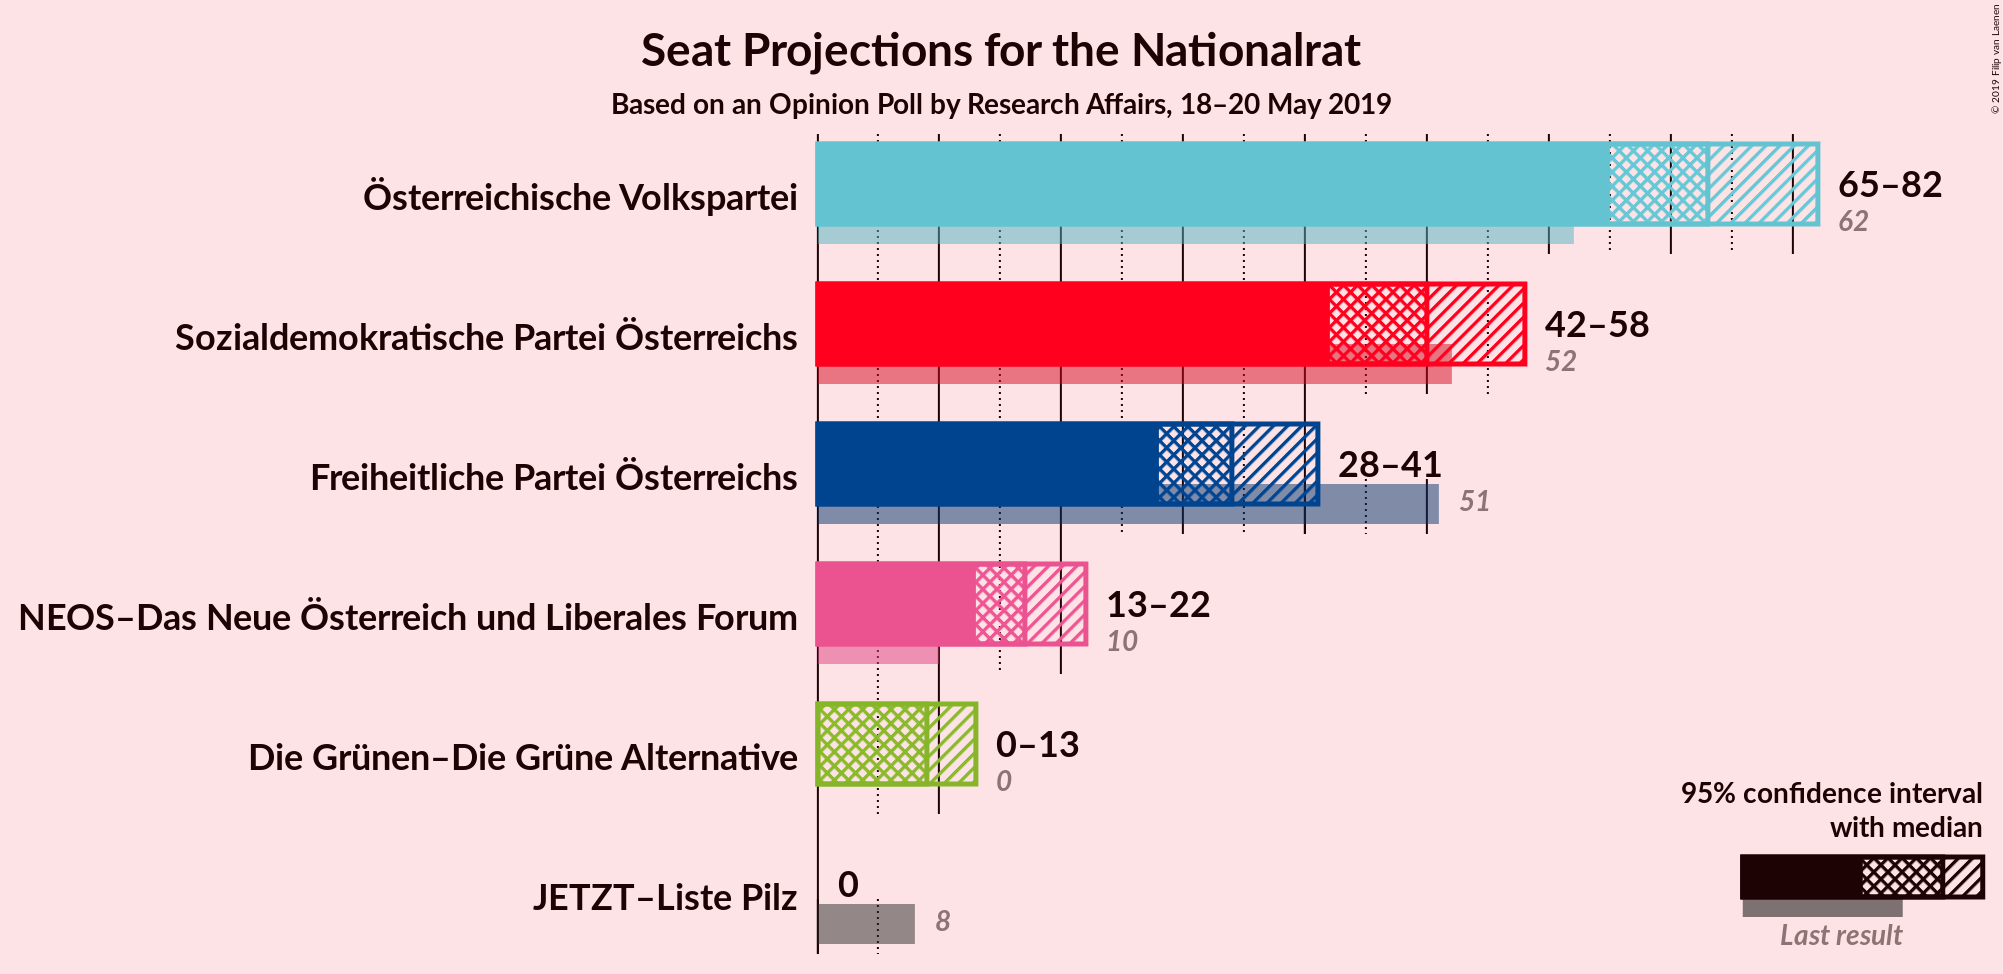 Seat Projections for the Nationalrat
Based on an Opinion Poll by Research Affairs, 18–20 May 2019
© 2019 Filip van Laenen
Österreichische Volkspartei
65–82
62
Sozialdemokratische Partei Österreichs
42–58
52
Freiheitliche Partei Österreichs
28–41
51
NEOS–Das Neue Österreich und Liberales Forum
13–22
10
Die Grünen–Die Grüne Alternative
0–13
0
JETZT–Liste Pilz
0
8
95% confidence interval
with median
Last result